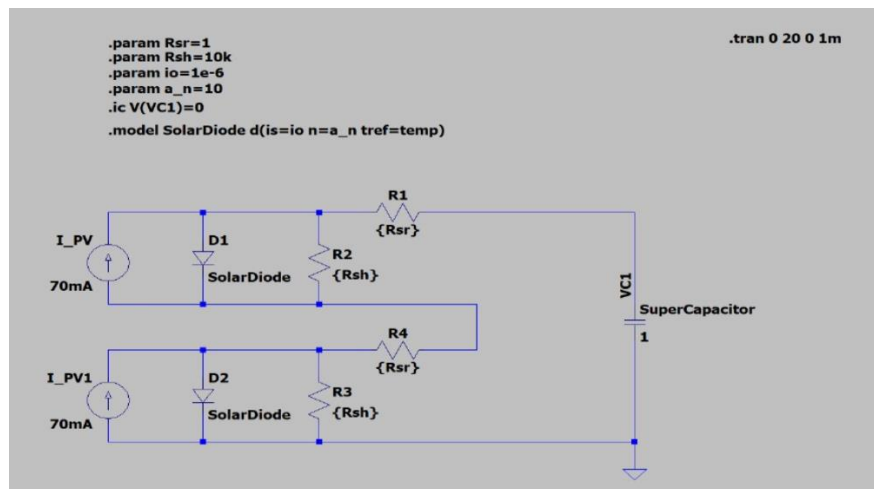 .param Rsr=1
.param Rsh=10k
.param io=1e-6
.param a_n=10
.ic V(VC1)=0
.model SolarDiode d(is=io n=a_n tref=temp)
.tran 0 20 0 1m
R1
{Rsr}
I_PV
70mA
D1
SolarDiode
R2
{Rsh}
VC1
SuperCapacitor
1
R4
{Rsr}
I_PV1
70mA
D2
SolarDiode
R3
{Rsh}